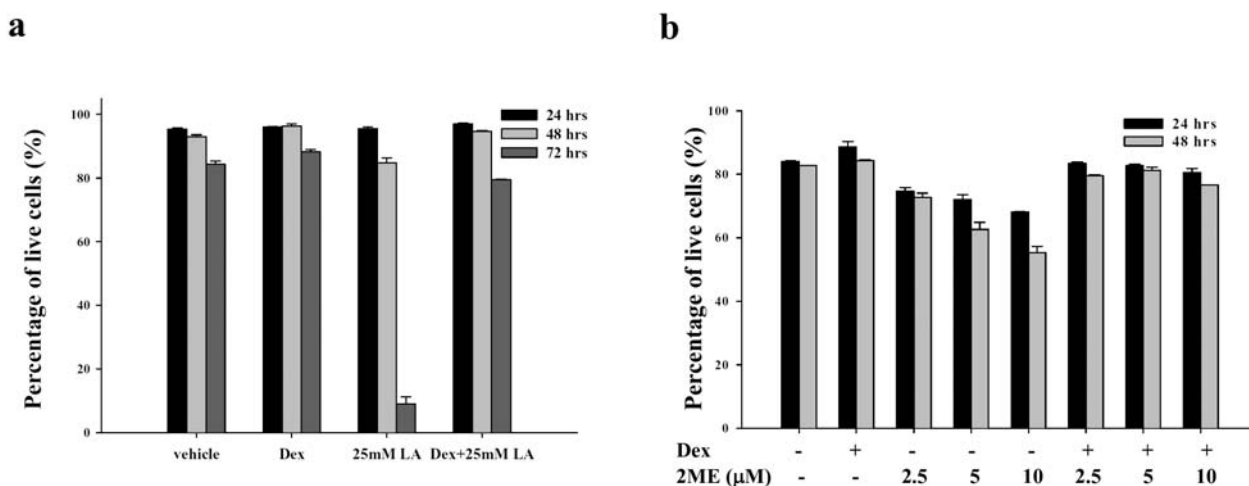 a
Percentage of live cells (%)
100
80
60
40
20
0
24 hrs
48 hrs
72 hrs
vehicle Dex 25mM LA Dex+25mM LA
b
Percentage of live cells (%)
100
80
60
40
20
0
24 hrs
48 hrs
Dex - + - - - + + +
2ME (μM) - - 2.5 5 10 2.5 5 10